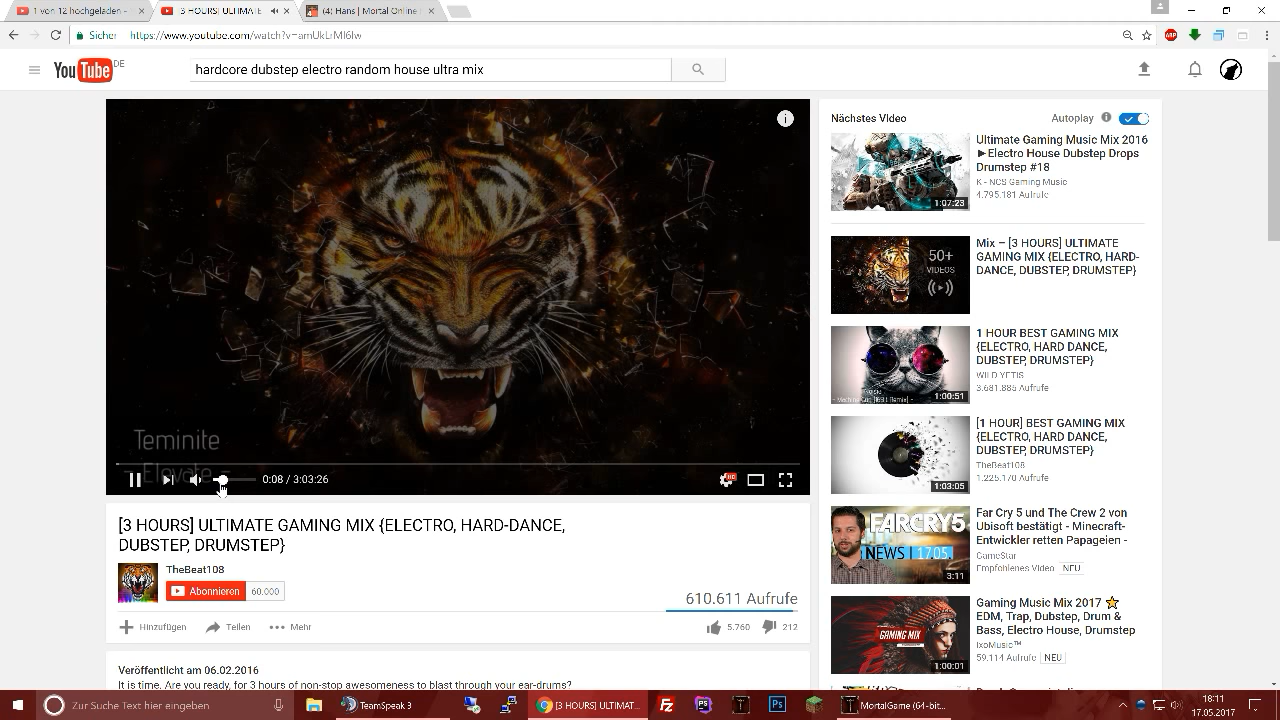 1 von 12 hochgeladen -
[3 HOURS] ULTIMATE
(4) Hans | Mortal Online
Sicher
https://www.youtube.com/watch?v=amUkLrMl6Iw
ABP
YouTube DE
hardcore dubstep electro random house ultra mix
Teminite
- Elevate -
0:08 / 3:03:26
HD
[3 HOURS] ULTIMATE GAMING MIX {ELECTRO, HARD-DANCE,
DUBSTEP, DRUMSTEP}
TheBeat108
Abonnieren
60.000
610.611 Aufrufe
Hinzufügen
Teilen
Mehr
5.760
212
Veröffentlicht am 06.02.2016
It is time. Are you ready, for 3 hours of non-stop awesomeness to blast through your ear-drums?
Nächstes Video
Autoplay
Ultimate Gaming Music Mix 2016
►Electro House Dubstep Drops
Drumstep #18
K - NCS Gaming Music
4.795.181 Aufrufe
1:07:23
50+
VIDEOS
Mix – [3 HOURS] ULTIMATE
GAMING MIX {ELECTRO, HARD-
DANCE, DUBSTEP, DRUMSTEP}
1 HOUR BEST GAMING MIX
{ELECTRO, HARD DANCE,
DUBSTEP, DRUMSTEP}
WILD YETIS
3.681.885 Aufrufe
1:00:51
[1 HOUR] BEST GAMING MIX
{ELECTRO, HARD-DANCE,
DUBSTEP, DRUMSTEP}
TheBeat108
1.225.170 Aufrufe
1:03:05
FARCRY5
NEWS | 17.05.
3:11
Far Cry 5 und The Crew 2 von
Ubisoft bestätigt - Minecraft-
Entwickler retten Papageien -
GameStar
Empfohlenes Video
NEU
GAMING MIX
1:00:01
Gaming Music Mix 2017 ⭐
EDM, Trap, Dubstep, Drum &
Bass, Electro House, Drumstep
IxoMusic™
59.114 Aufrufe
NEU
Zur Suche Text hier eingeben
TeamSpeak 3
[3 HOURS] ULTIMAT...
Ps
MortalGame (64-bit,...
18:11
17.05.2017